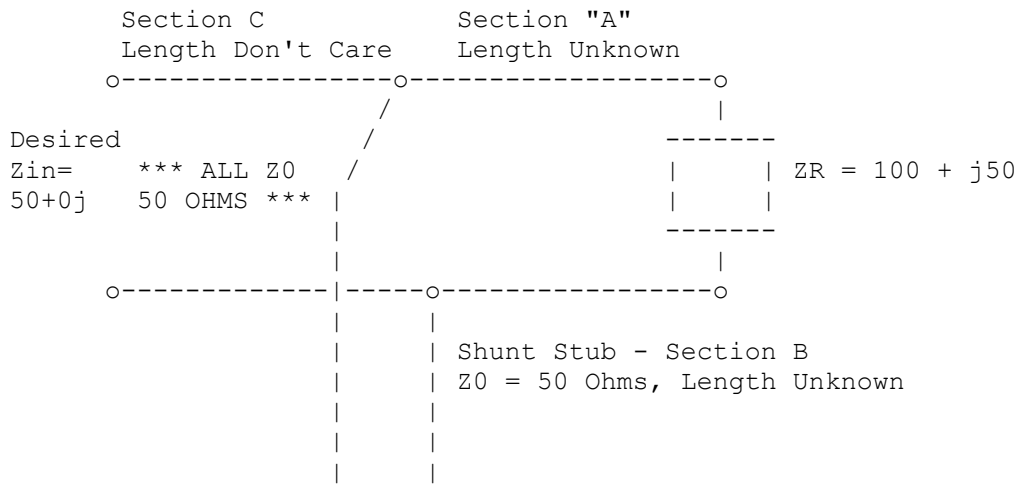 Section C Section "A"
Length Don't Care Length Unknown
Desired
Zin= *** ALL Z0 ZR = 100 + j50
50+0j 50 OHMS ***
Shunt Stub - Section B
Z0 = 50 Ohms, Length Unknown